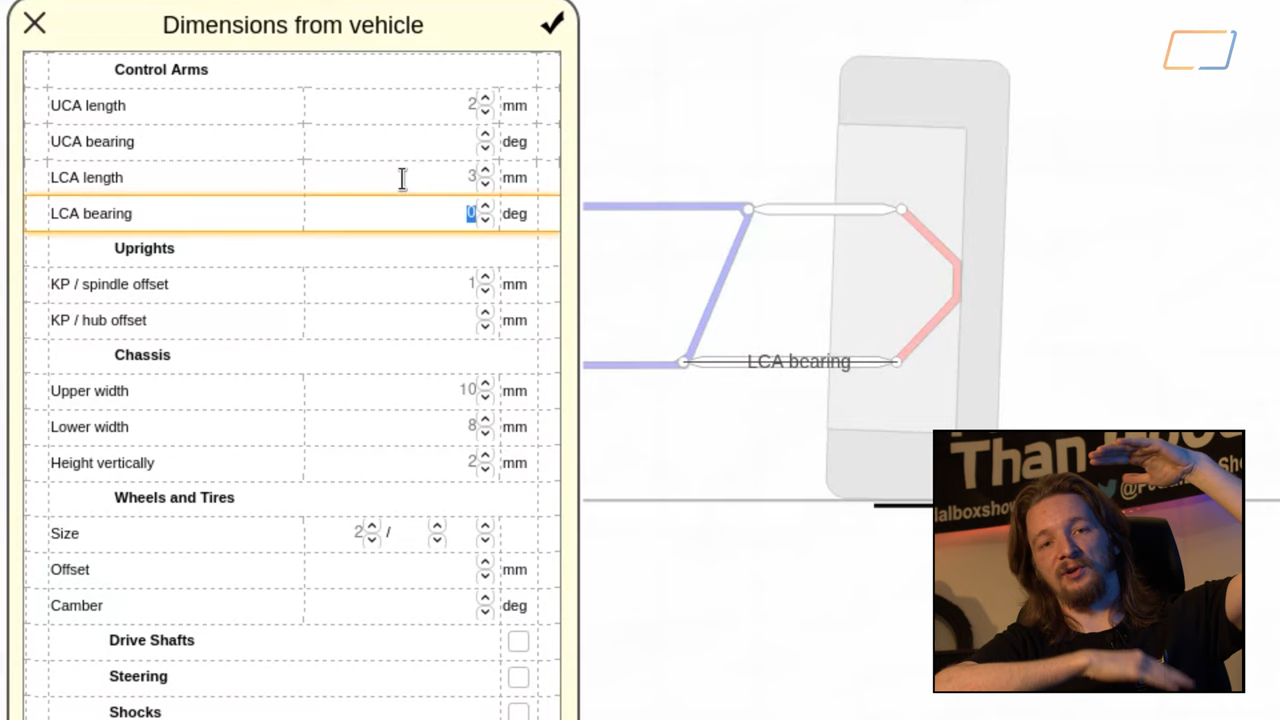 Dimensions from vehicle
Control Arms
UCA length 2 mm
UCA bearing deg
LCA length 3 mm
LCA bearing 0 deg
Uprights
KP / spindle offset 1 mm
KP / hub offset mm
Chassis
Upper width 10 mm
Lower width 8 mm
Height vertically 2 mm
Wheels and Tires
Size 2 /
Offset mm
Camber deg
Drive Shafts
Steering
Shocks
LCA bearing
Than